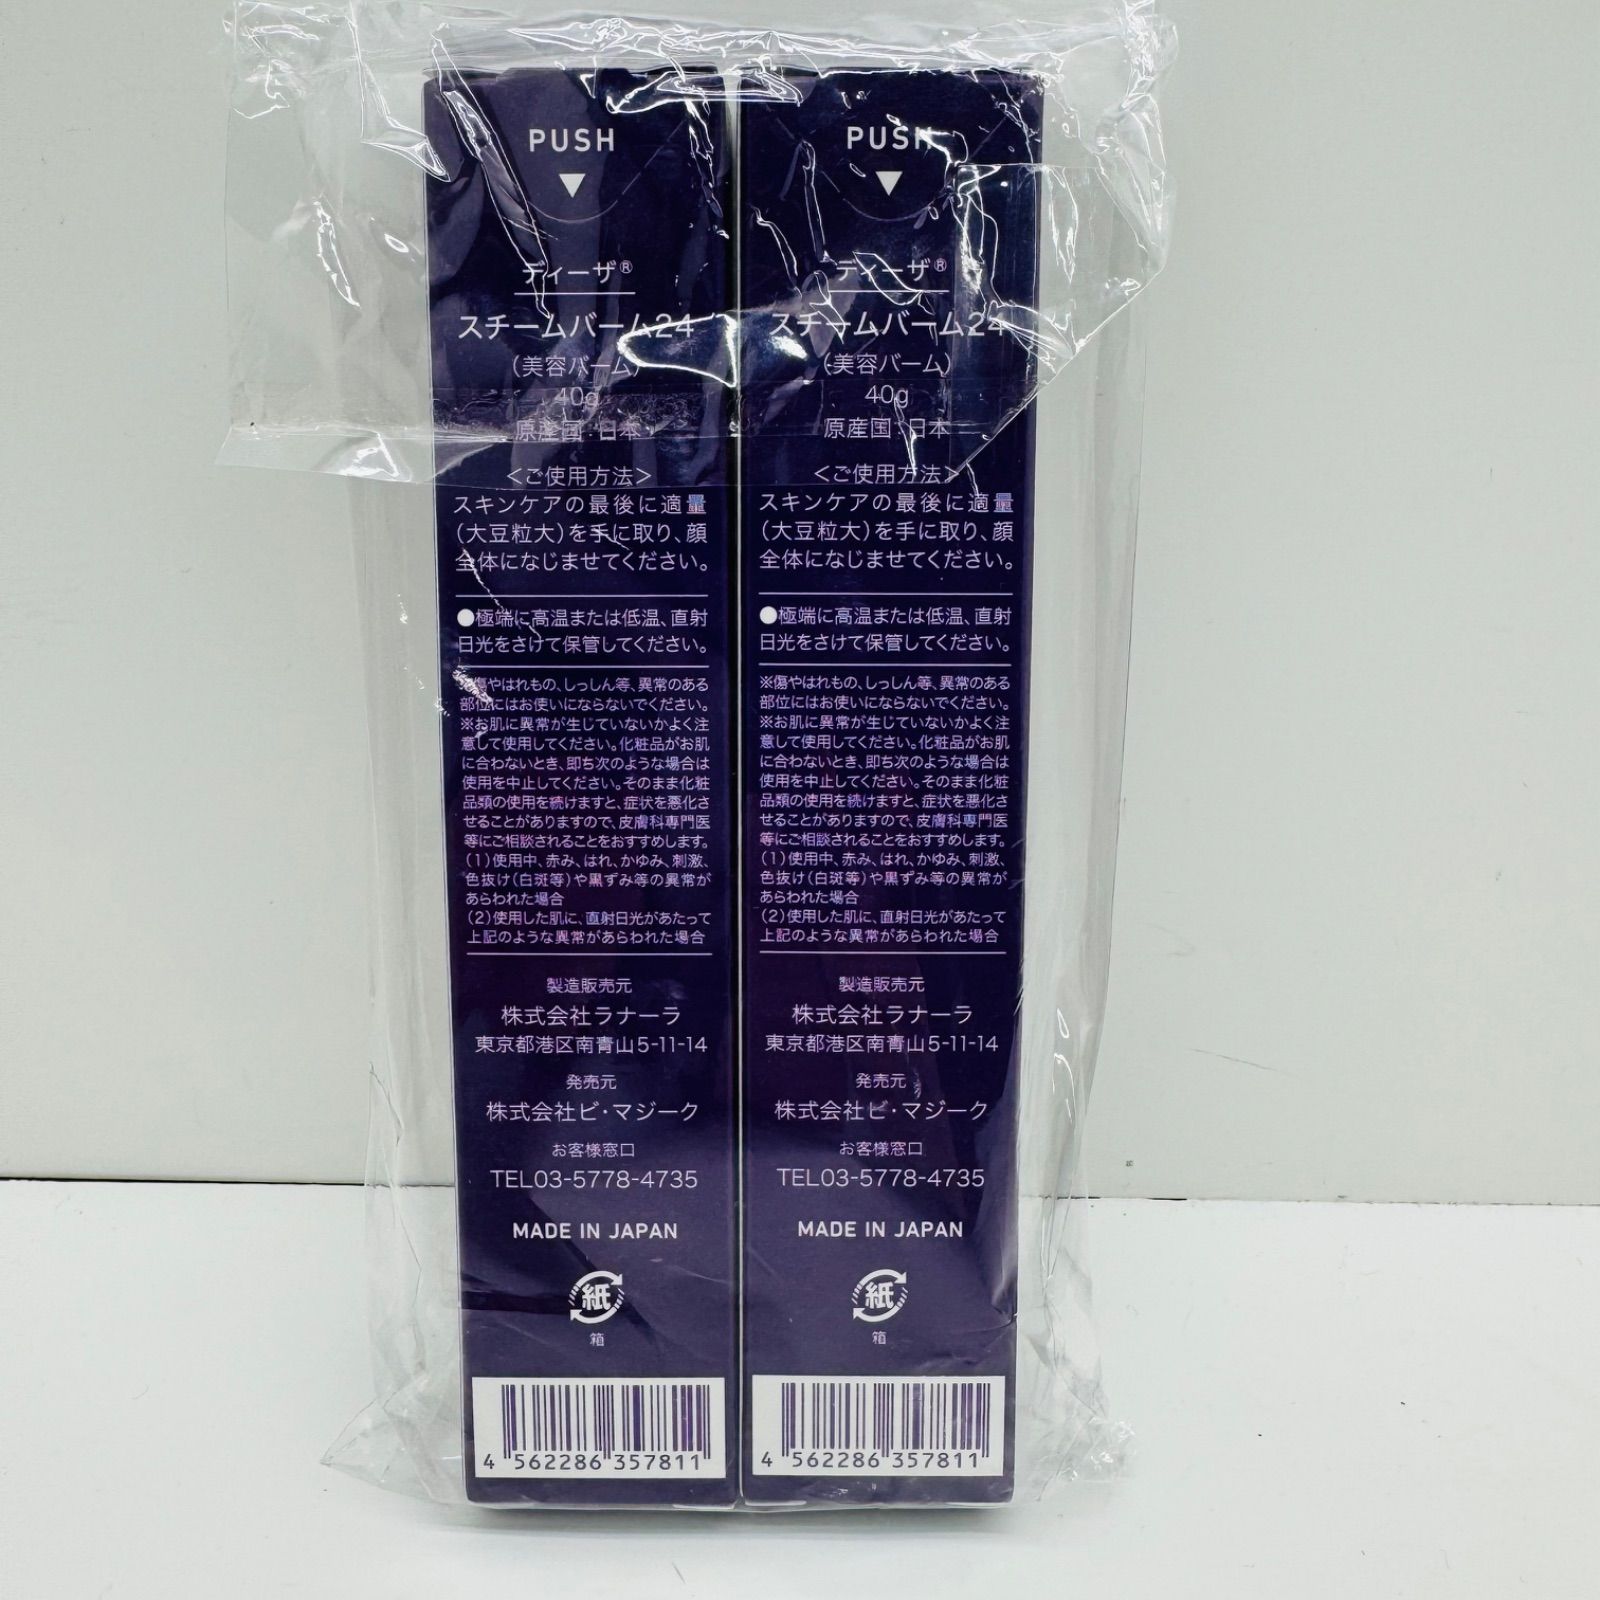 PUSH
ディーザ®
スチームバーム24
（美容バーム）
40g
原産国：日本
＜ご使用方法＞
スキンケアの最後に適量
（大豆粒大）を手に取り、顔
全体になじませてください。
●極端に高温または低温、直射
日光をさけて保管してください。
※傷やはれもの、しっしん等、異常のある
部位にはお使いにならないでください。
※お肌に異常が生じていないかよく注
意して使用してください。化粧品がお肌
に合わないとき、即ち次のような場合は
使用を中止してください。そのまま化粧
品類の使用を続けますと、症状を悪化さ
せることがありますので、皮膚科専門医
等にご相談されることをおすすめします。
（1）使用中、赤み、はれ、かゆみ、刺激、
色抜け（白斑等）や黒ずみ等の異常が
あらわれた場合
（2）使用した肌に、直射日光があたって
上記のような異常があらわれた場合
製造販売元
株式会社ラナーラ
東京都港区南青山5-11-14
発売元
株式会社ビ・マジーク
お客様窓口
TEL03-5778-4735
MADE IN JAPAN
紙
箱
4 562286 357811
PUSH
ディーザ®
スチームバーム24
（美容バーム）
40g
原産国：日本
＜ご使用方法＞
スキンケアの最後に適量
（大豆粒大）を手に取り、顔
全体になじませてください。
●極端に高温または低温、直射
日光をさけて保管してください。
※傷やはれもの、しっしん等、異常のある
部位にはお使いにならないでください。
※お肌に異常が生じていないかよく注
意して使用してください。化粧品がお肌
に合わないとき、即ち次のような場合は
使用を中止してください。そのまま化粧
品類の使用を続けますと、症状を悪化さ
せることがありますので、皮膚科専門医
等にご相談されることをおすすめします。
（1）使用中、赤み、はれ、かゆみ、刺激、
色抜け（白斑等）や黒ずみ等の異常が
あらわれた場合
（2）使用した肌に、直射日光があたって
上記のような異常があらわれた場合
製造販売元
株式会社ラナーラ
東京都港区南青山5-11-14
発売元
株式会社ビ・マジーク
お客様窓口
TEL03-5778-4735
MADE IN JAPAN
紙
箱
4 562286 357811